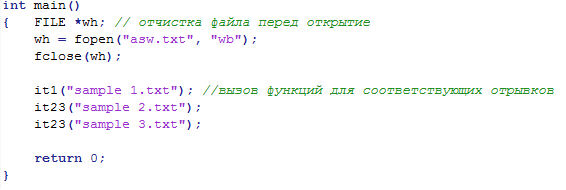 int main()
{ FILE *wh; // отчистка файла перед открытие
wh = fopen("asw.txt", "wb");
fclose(wh);
it1("sample 1.txt"); //вызов функций для соответствующих отрывков
it23("sample 2.txt");
it23("sample 3.txt");
return 0;
}